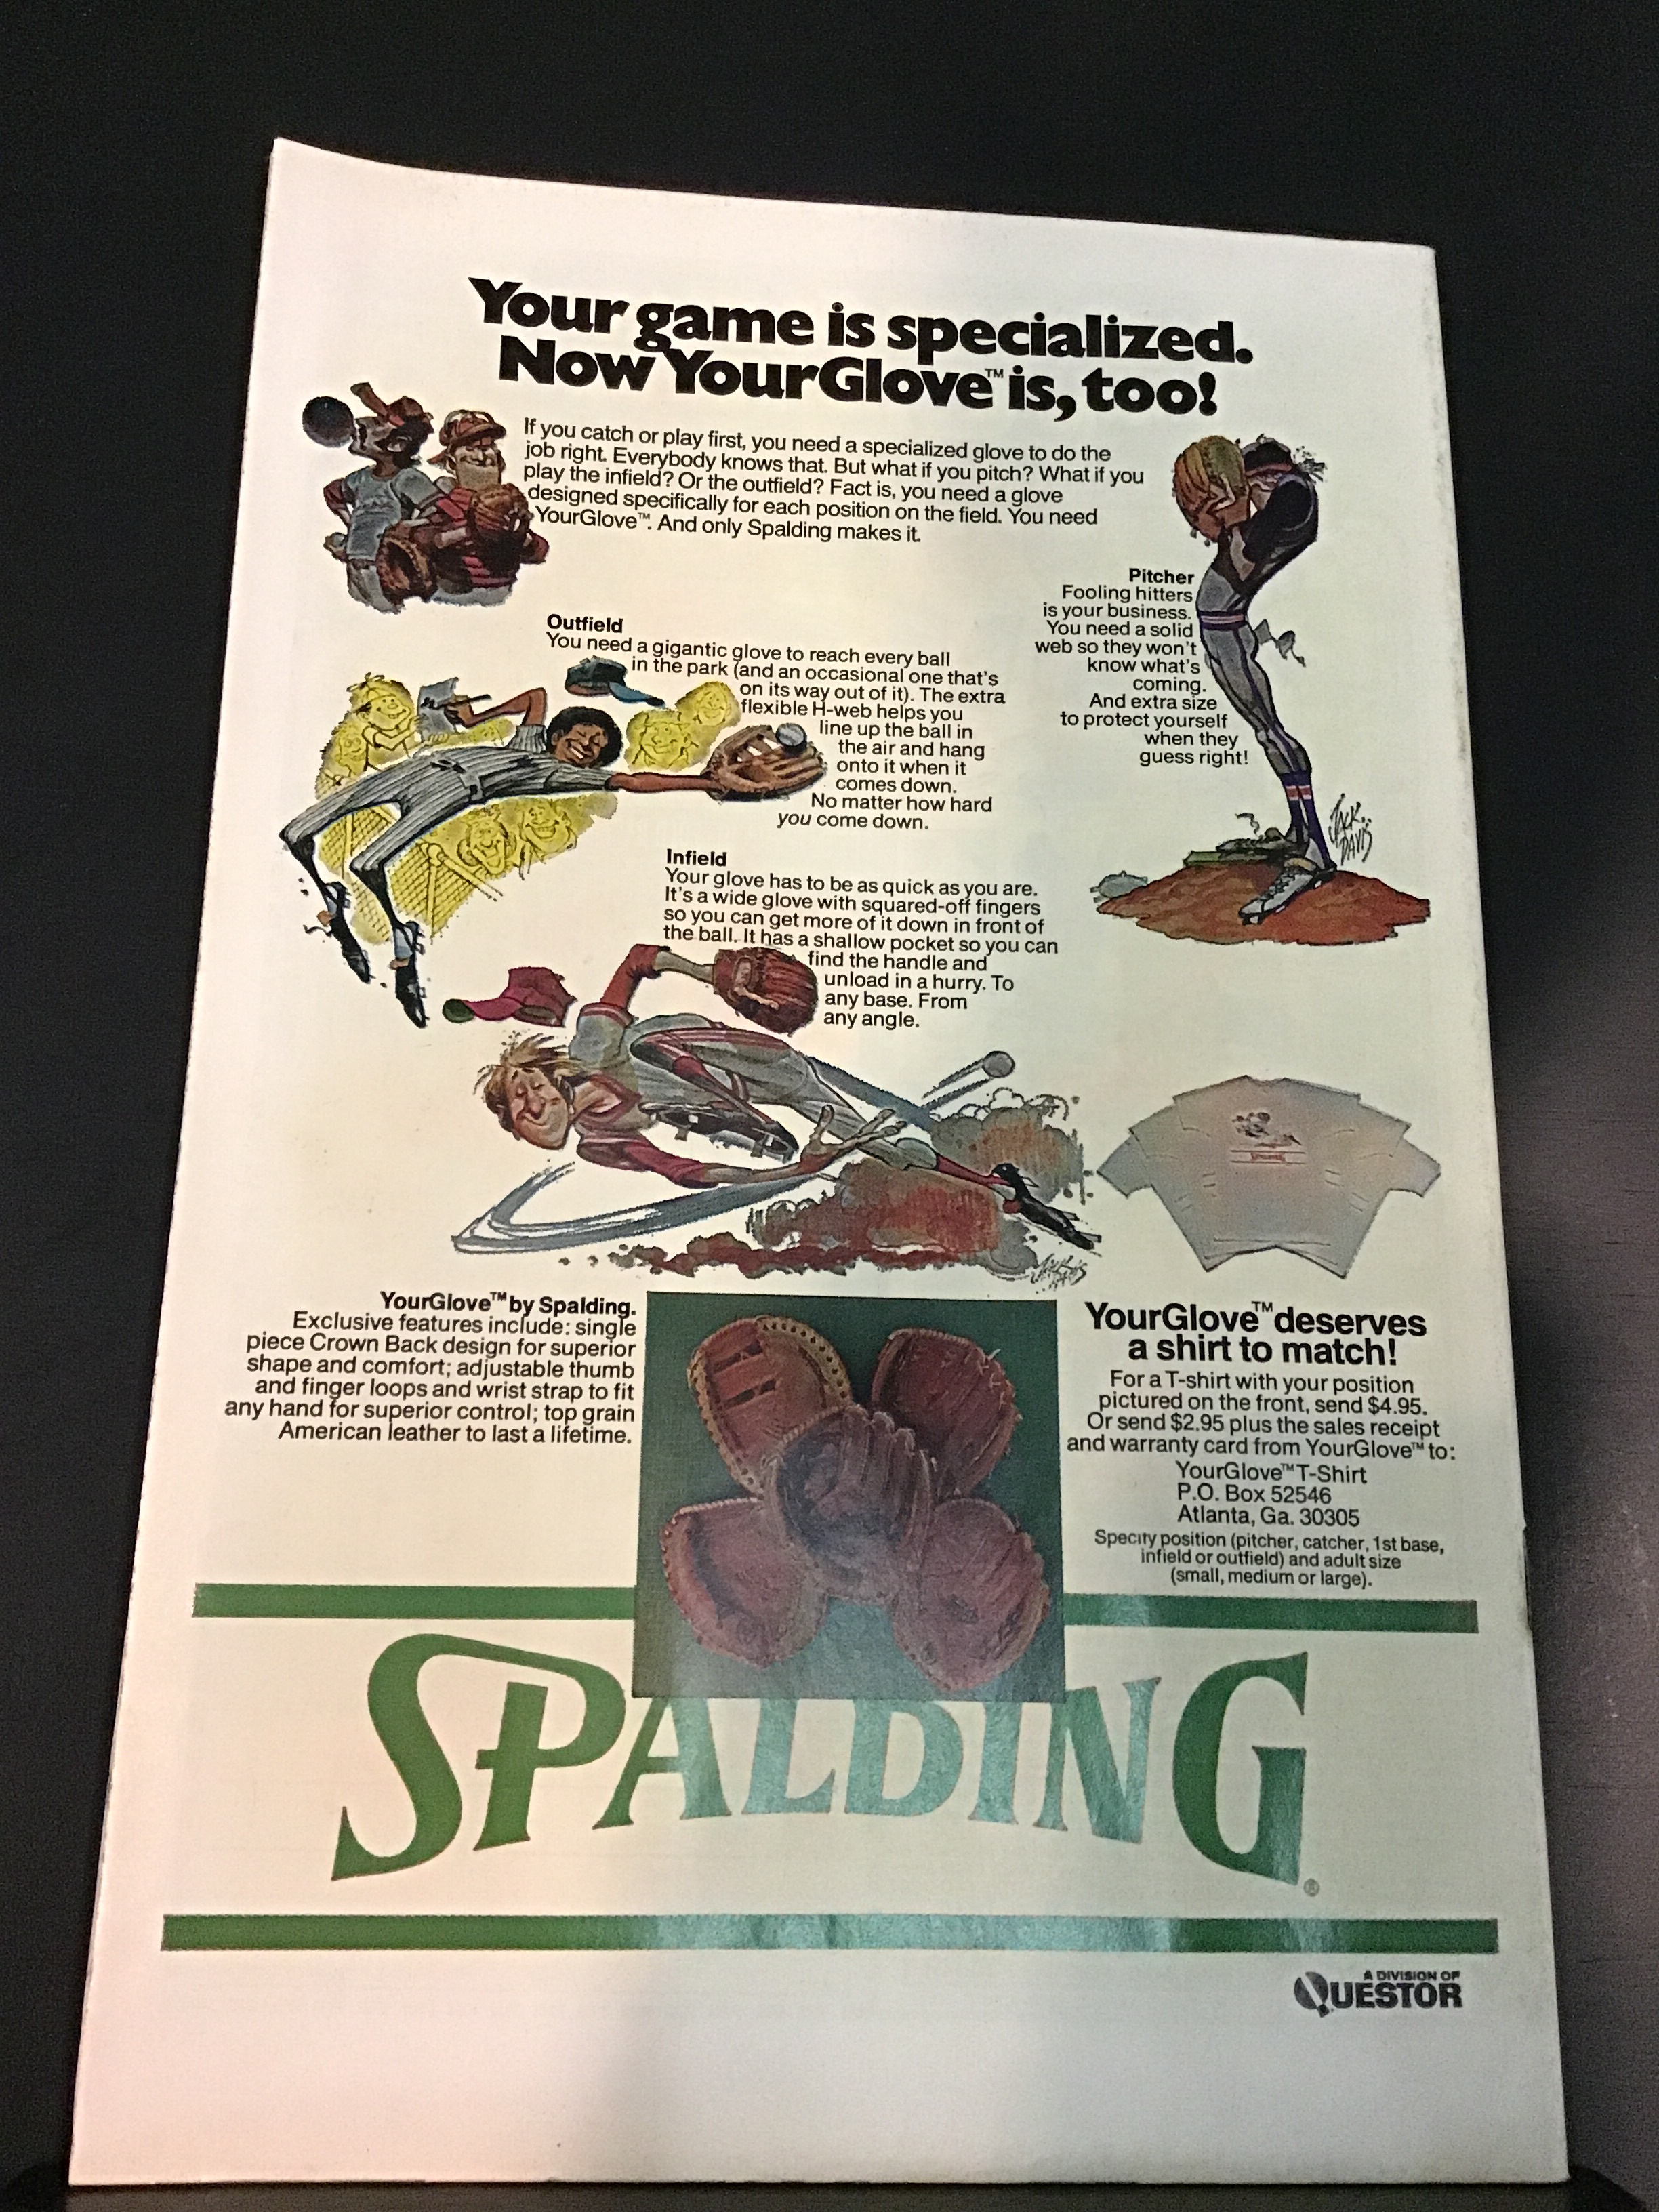 Your game is specialized.
Now YourGlove™ is, too!
If you catch or play first, you need a specialized glove to do the
job right. Everybody knows that. But what if you pitch? What if you
play the infield? Or the outfield? Fact is, you need a glove
designed specifically for each position on the field. You need
YourGlove™. And only Spalding makes it.
Pitcher
Fooling hitters
is your business.
You need a solid
web so they won't
know what's
coming.
And extra size
to protect yourself
when they
guess right!
JACK DAVIS
Outfield
You need a gigantic glove to reach every ball
in the park (and an occasional one that's
on its way out of it). The extra
flexible H-web helps you
line up the ball in
the air and hang
onto it when it
comes down.
No matter how hard
you come down.
Infield
Your glove has to be as quick as you are.
It's a wide glove with squared-off fingers
so you can get more of it down in front of
the ball. It has a shallow pocket so you can
find the handle and
unload in a hurry. To
any base. From
any angle.
JACK DAVIS
SPALDING
YourGlove™ by Spalding.
Exclusive features include: single
piece Crown Back design for superior
shape and comfort; adjustable thumb
and finger loops and wrist strap to fit
any hand for superior control; top grain
American leather to last a lifetime.
YourGlove™ deserves
a shirt to match!
For a T-shirt with your position
pictured on the front, send $4.95.
Or send $2.95 plus the sales receipt
and warranty card from YourGlove™ to:
YourGlove™ T-Shirt
P.O. Box 52546
Atlanta, Ga. 30305
Specify position (pitcher, catcher, 1st base,
infield or outfield) and adult size
(small, medium or large).
SPALDING®
A DIVISION OF
QUESTOR